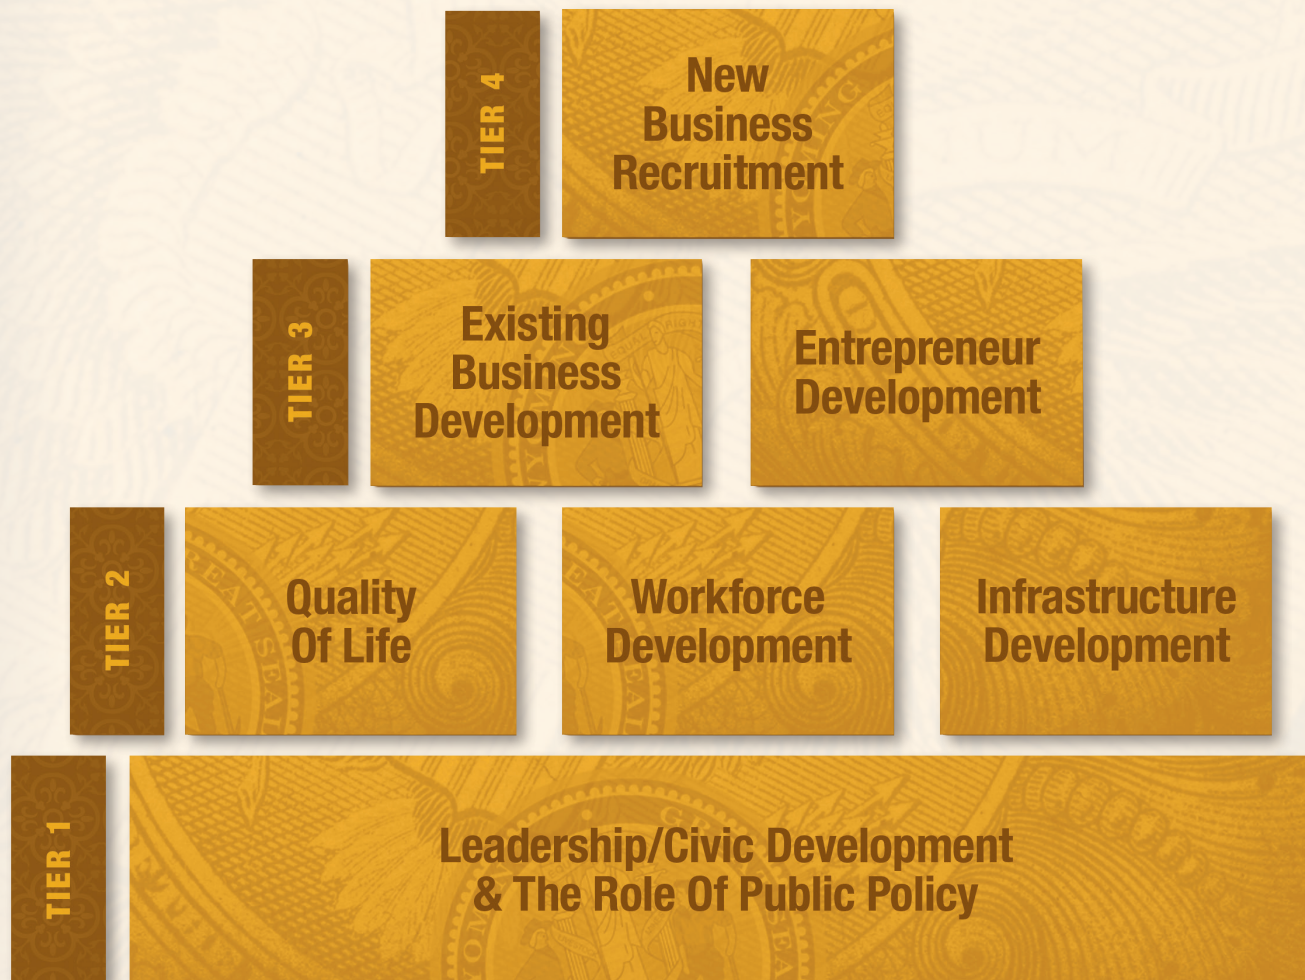 TIER 4
New
Business
Recruitment
TIER 3
Existing
Business
Development
Entrepreneur
Development
TIER 2
Quality
Of Life
Workforce
Development
Infrastructure
Development
TIER 1
Leadership/Civic Development
& The Role Of Public Policy